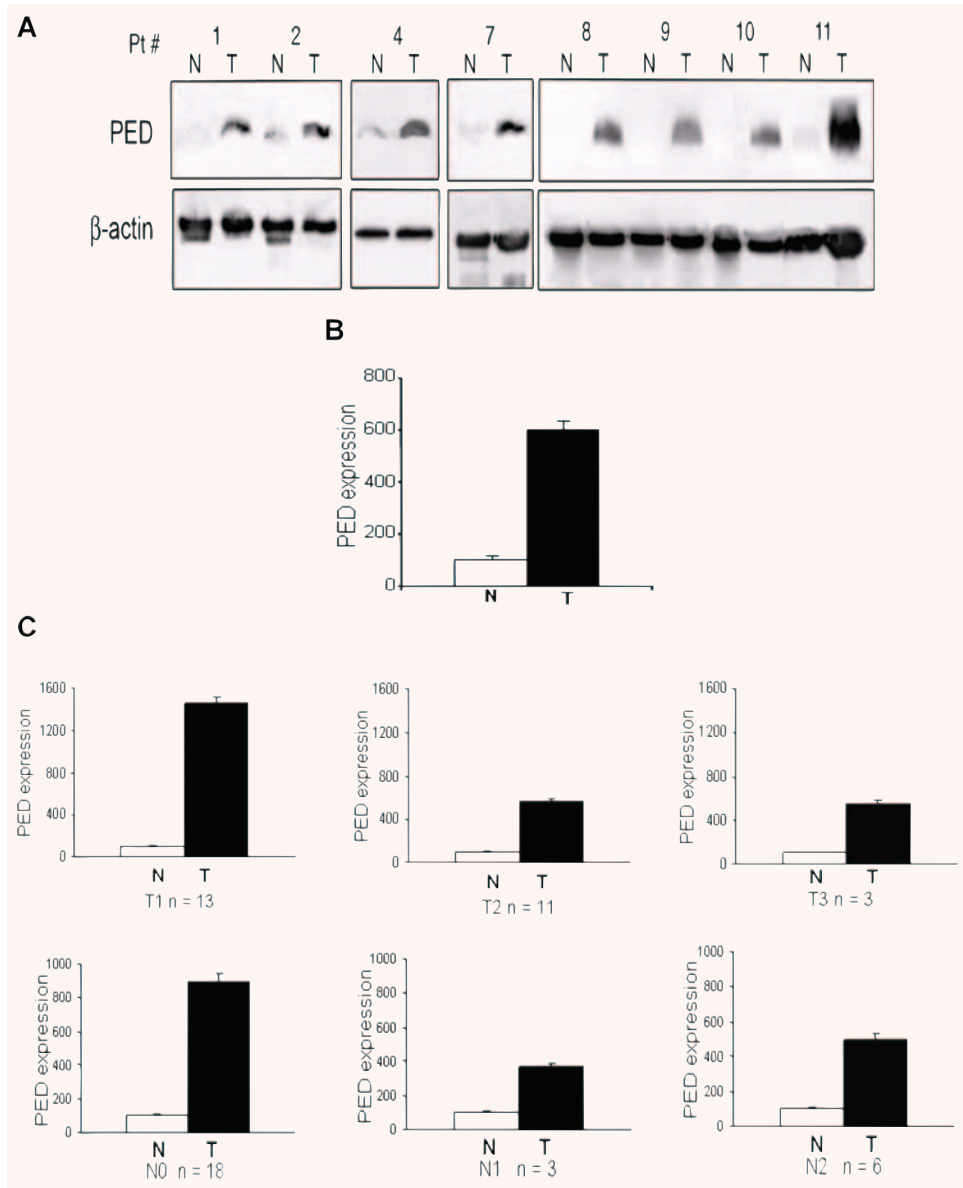 A
Pt # 1 2 4 7 8 9 10 11
N T N T N T N T N T N T N T N T
PED
β-actin
B
800
600
400
200
0
PED expression
N T
C
1600
1200
800
400
0
PED expression
N T
T1 n = 13
1600
1200
800
400
0
PED expression
N T
T2 n = 11
1600
1200
800
400
0
PED expression
N T
T3 n = 3
1000
800
600
400
200
0
PED expression
N T
N0 n = 18
1000
800
600
400
200
0
PED expression
N T
N1 n = 3
1000
800
600
400
200
0
PED expression
N T
N2 n = 6